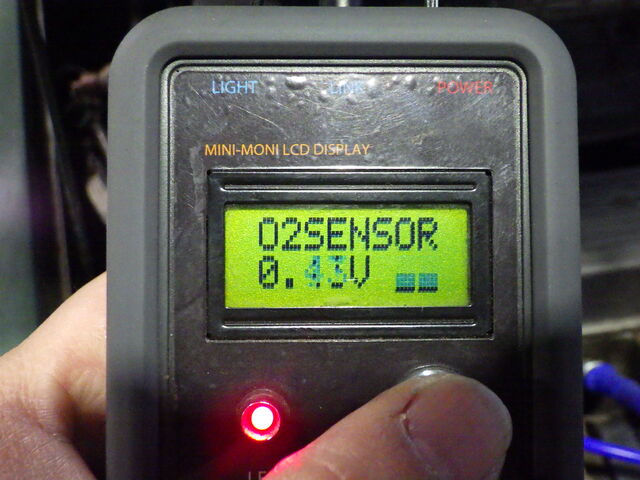 LIGHT LINK POWER
MINI-MONI LCD DISPLAY
O2SENSOR
0.43V